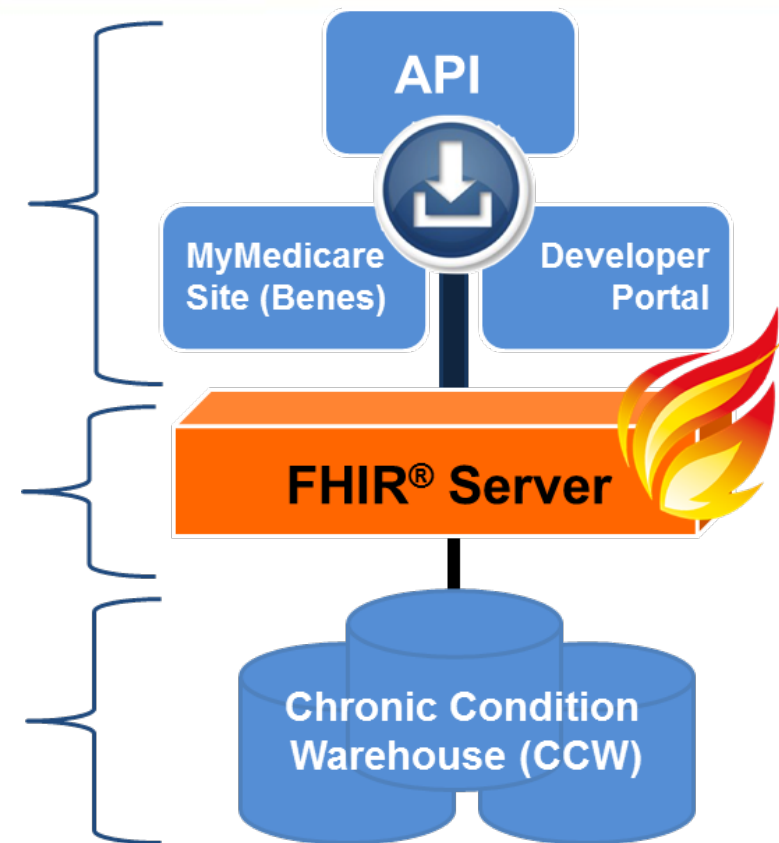 API
MyMedicare
Site (Benes)
Developer
Portal
FHIR® Server
Chronic Condition
Warehouse (CCW)